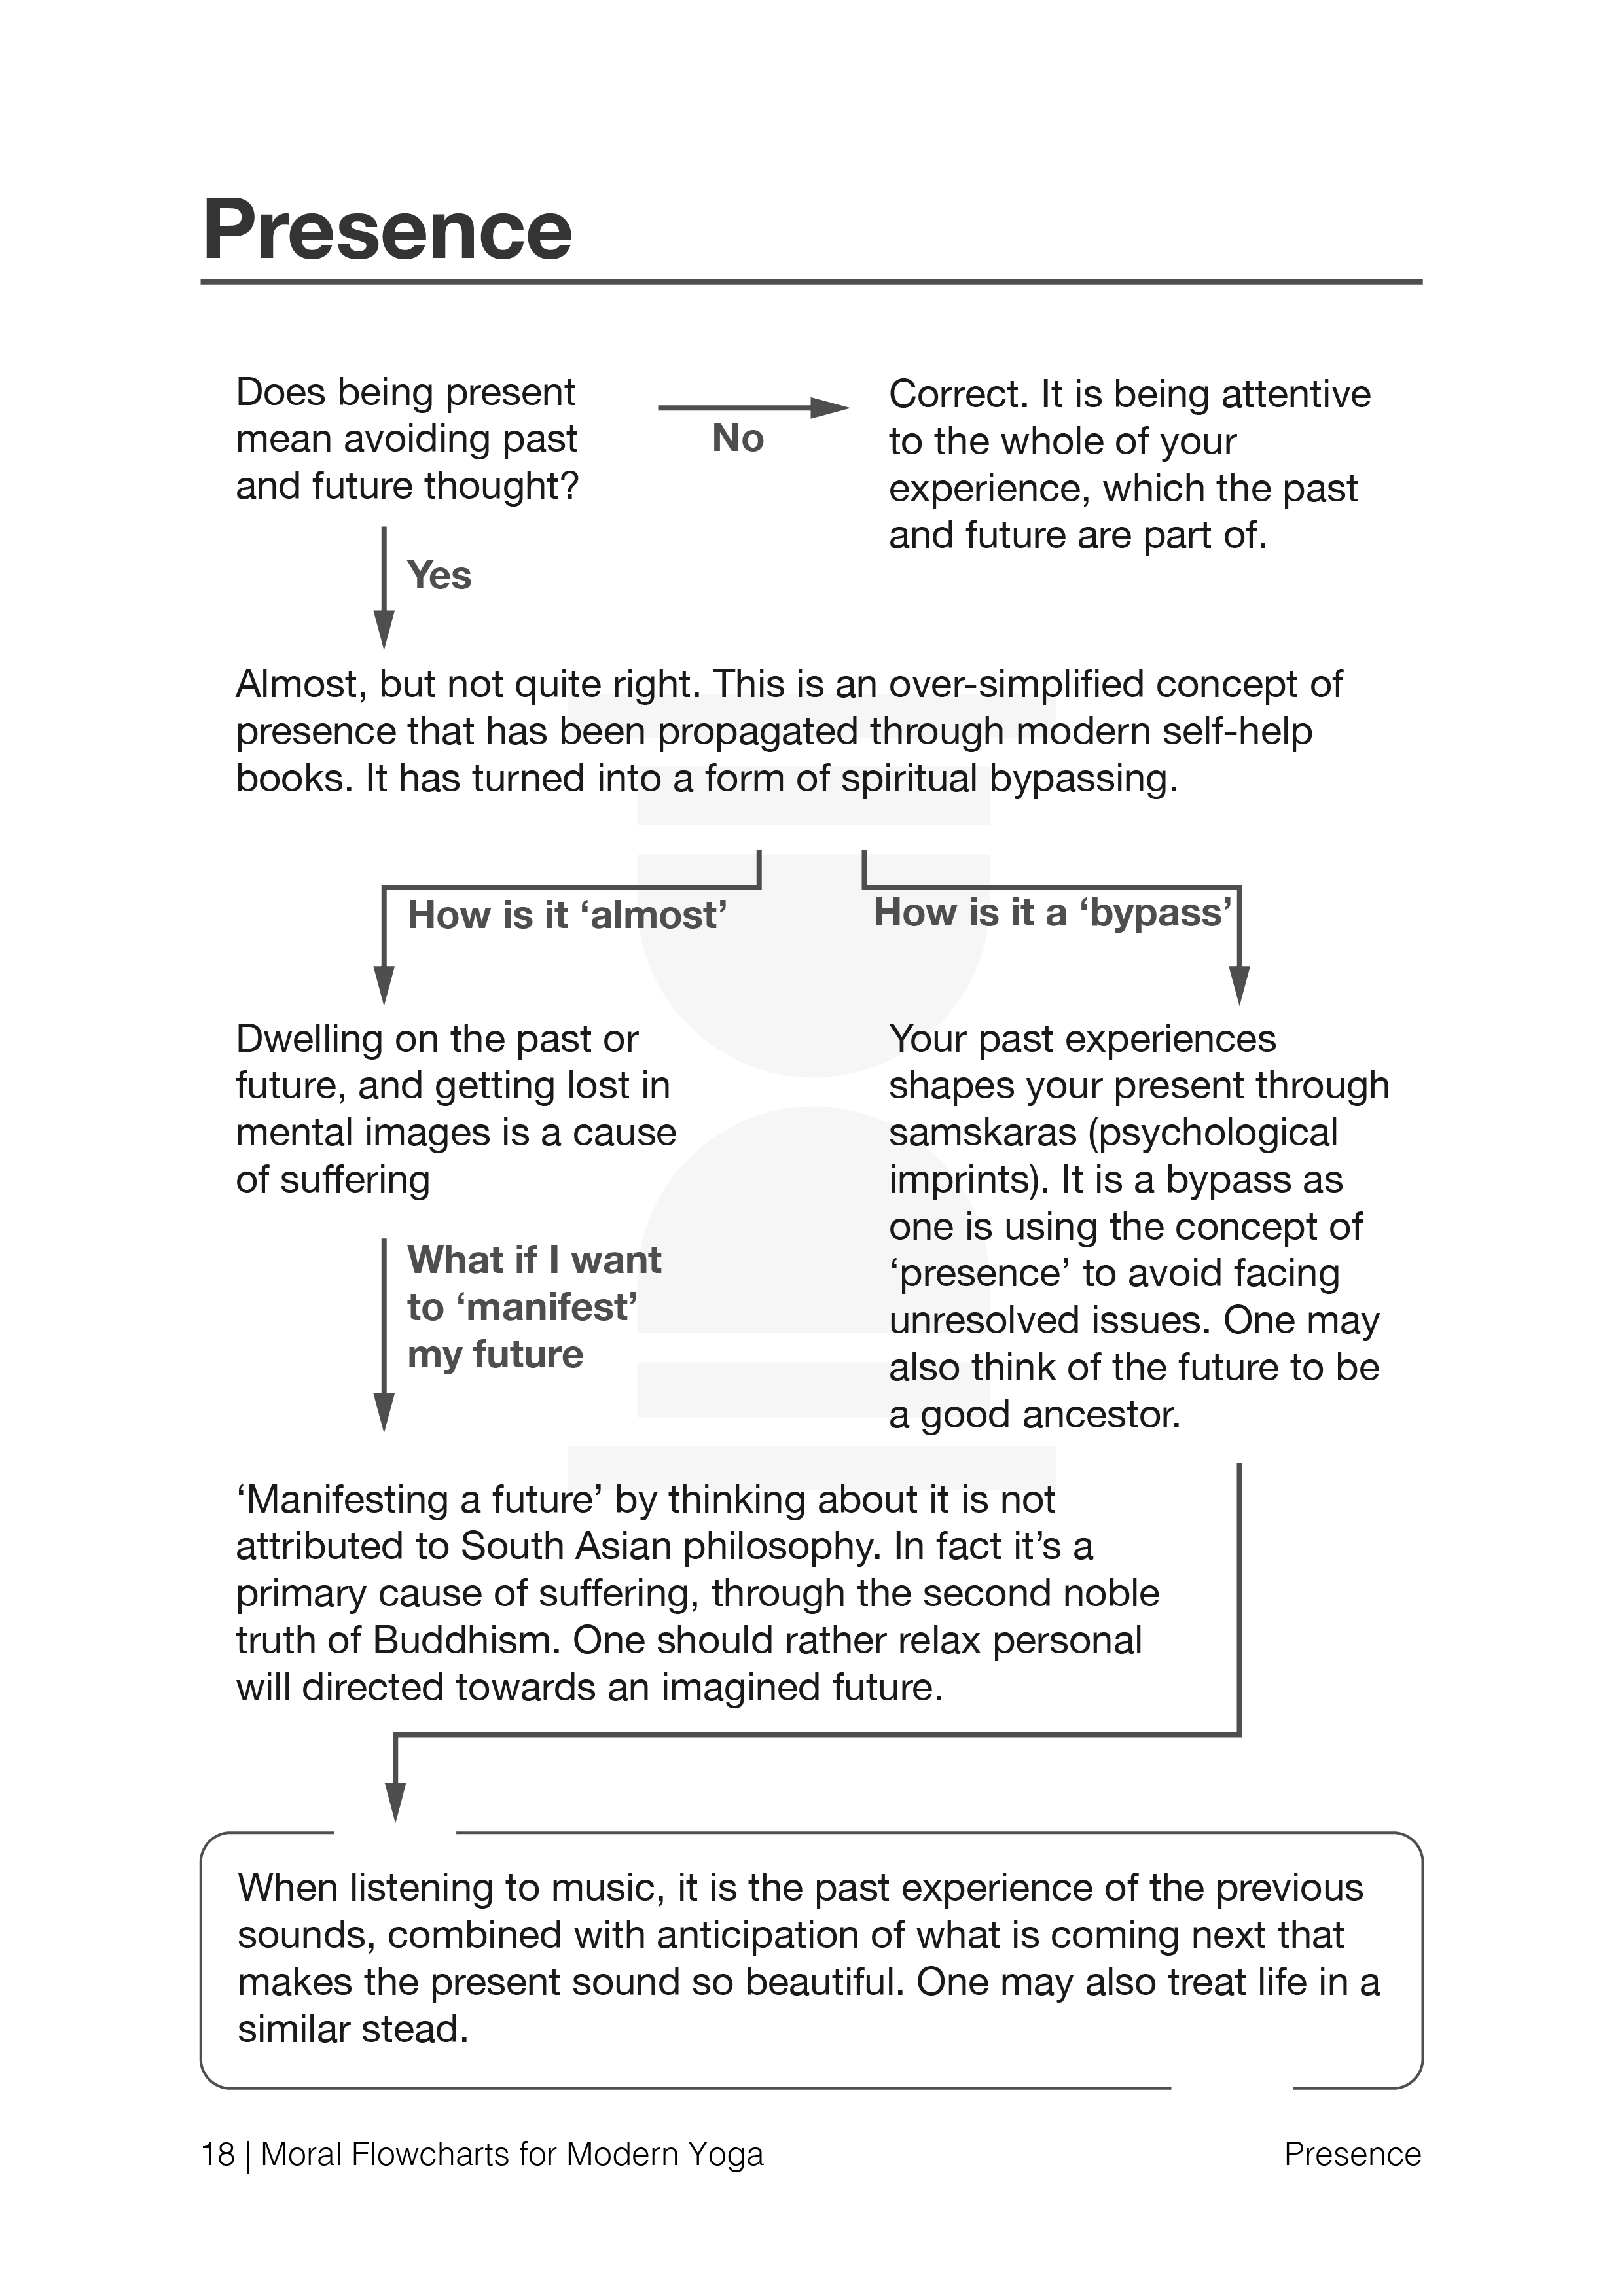 Presence
Does being present
mean avoiding past
and future thought?
No
Correct. It is being attentive
to the whole of your
experience, which the past
and future are part of.
Yes
Almost, but not quite right. This is an over-simplified concept of
presence that has been propagated through modern self-help
books. It has turned into a form of spiritual bypassing.
How is it ‘almost’
How is it a ‘bypass’
Dwelling on the past or
future, and getting lost in
mental images is a cause
of suffering
Your past experiences
shapes your present through
samskaras (psychological
imprints). It is a bypass as
one is using the concept of
‘presence’ to avoid facing
unresolved issues. One may
also think of the future to be
a good ancestor.
What if I want
to ‘manifest’
my future
‘Manifesting a future’ by thinking about it is not
attributed to South Asian philosophy. In fact it’s a
primary cause of suffering, through the second noble
truth of Buddhism. One should rather relax personal
will directed towards an imagined future.
When listening to music, it is the past experience of the previous
sounds, combined with anticipation of what is coming next that
makes the present sound so beautiful. One may also treat life in a
similar stead.
18 | Moral Flowcharts for Modern Yoga
Presence